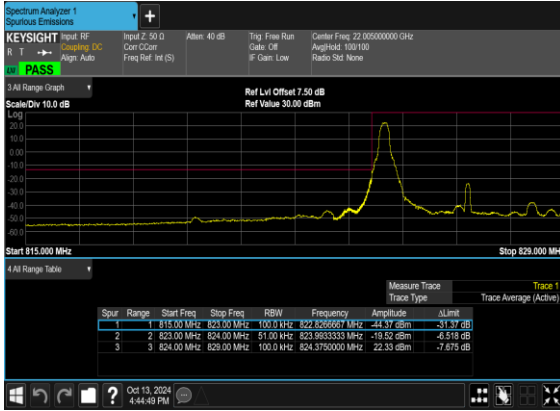 Spectrum Analyzer 1
Spurious Emissions
+
KEYSIGHT Input: RF Input Z: 50 Ω Atten: 40 dB Trig: Free Run Center Freq: 22.005000000 GHz
R T Coupling: DC Corr CCorr Gate: Off Avg|Hold: 100/100
Align: Auto Freq Ref: Int (S) IF Gain: Low Radio Std: None
PASS
3 All Range Graph
Ref Lvl Offset 7.50 dB
Scale/Div 10.0 dB Ref Value 30.00 dBm
Log
20.0
10.0
0.00
-10.0
-20.0
-30.0
-40.0
-50.0
-60.0
Start 815.000 MHz Stop 829.000 MH
4 All Range Table
Measure Trace Trace 1
Trace Type Trace Average (Active)
Spur Range Start Freq Stop Freq RBW Frequency Amplitude ΔLimit
1 1 815.00 MHz 823.00 MHz 100.0 kHz 822.8266667 MHz -44.37 dBm -31.37 dB
2 2 823.00 MHz 824.00 MHz 51.00 kHz 823.9933333 MHz -19.52 dBm -6.518 dB
3 3 824.00 MHz 829.00 MHz 100.0 kHz 824.3750000 MHz 22.33 dBm -7.675 dB
? Oct 13, 2024
4:44:49 PM